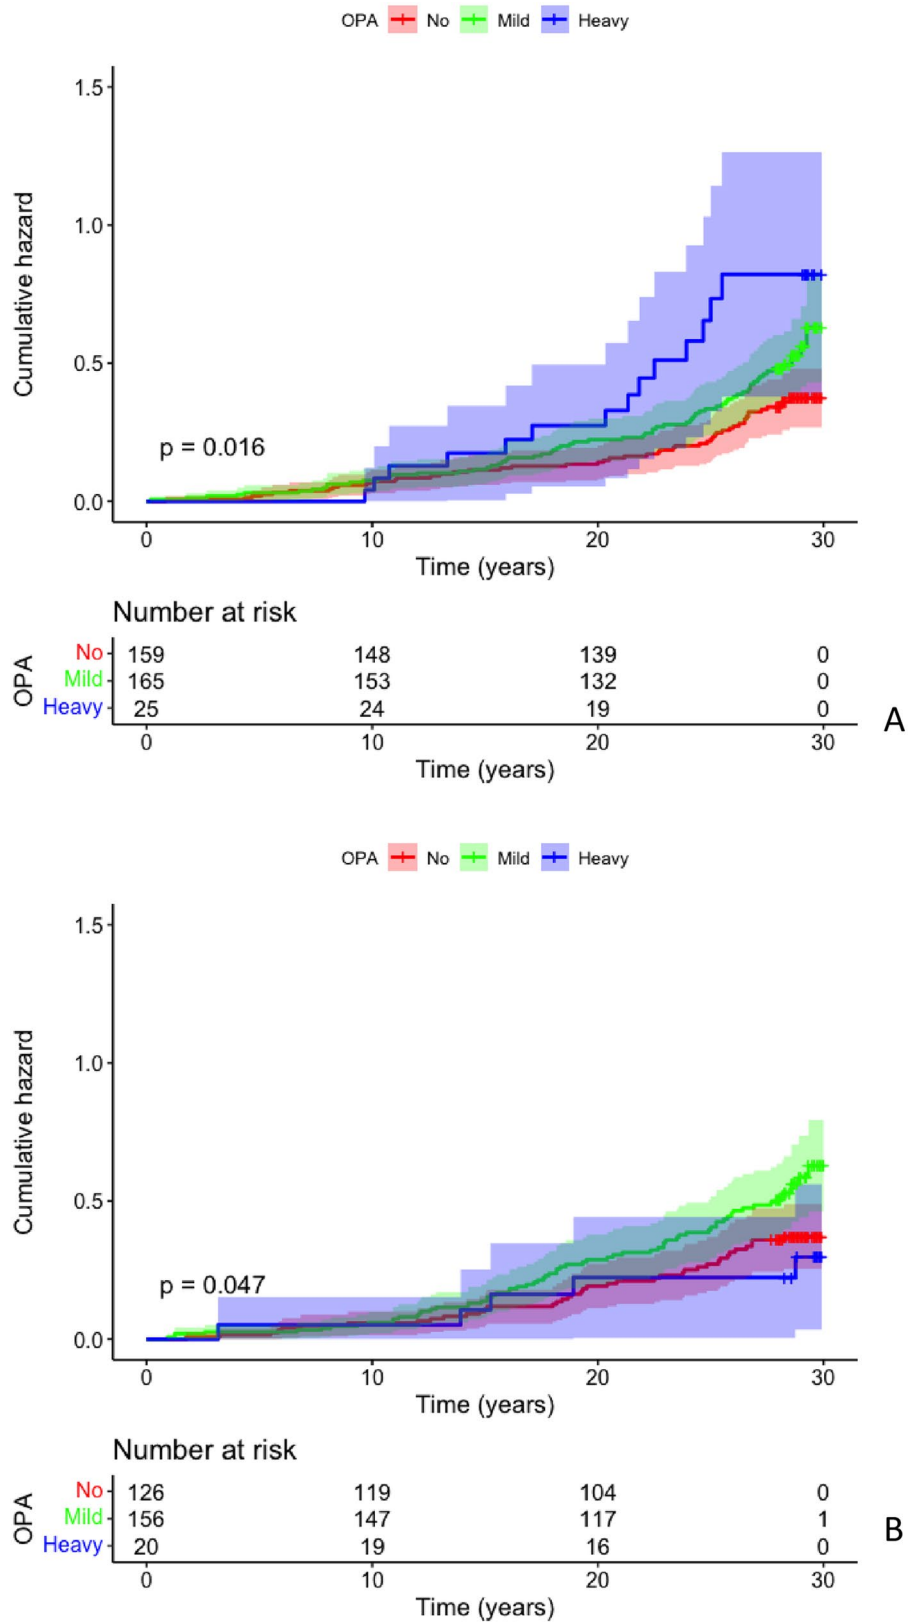 OPA No Mild Heavy
1.5
1.0
Cumulative hazard
0.5
p = 0.016
0.0
0 10 20 30
Time (years)
Number at risk
OPA
No 159 148 139 0
Mild 165 153 132 0
Heavy 25 24 19 0
A
0 10 20 30
Time (years)
OPA No Mild Heavy
1.5
1.0
Cumulative hazard
0.5
p = 0.047
0.0
0 10 20 30
Time (years)
Number at risk
OPA
No 126 119 104 0
Mild 156 147 117 1
Heavy 20 19 16 0
B
0 10 20 30
Time (years)